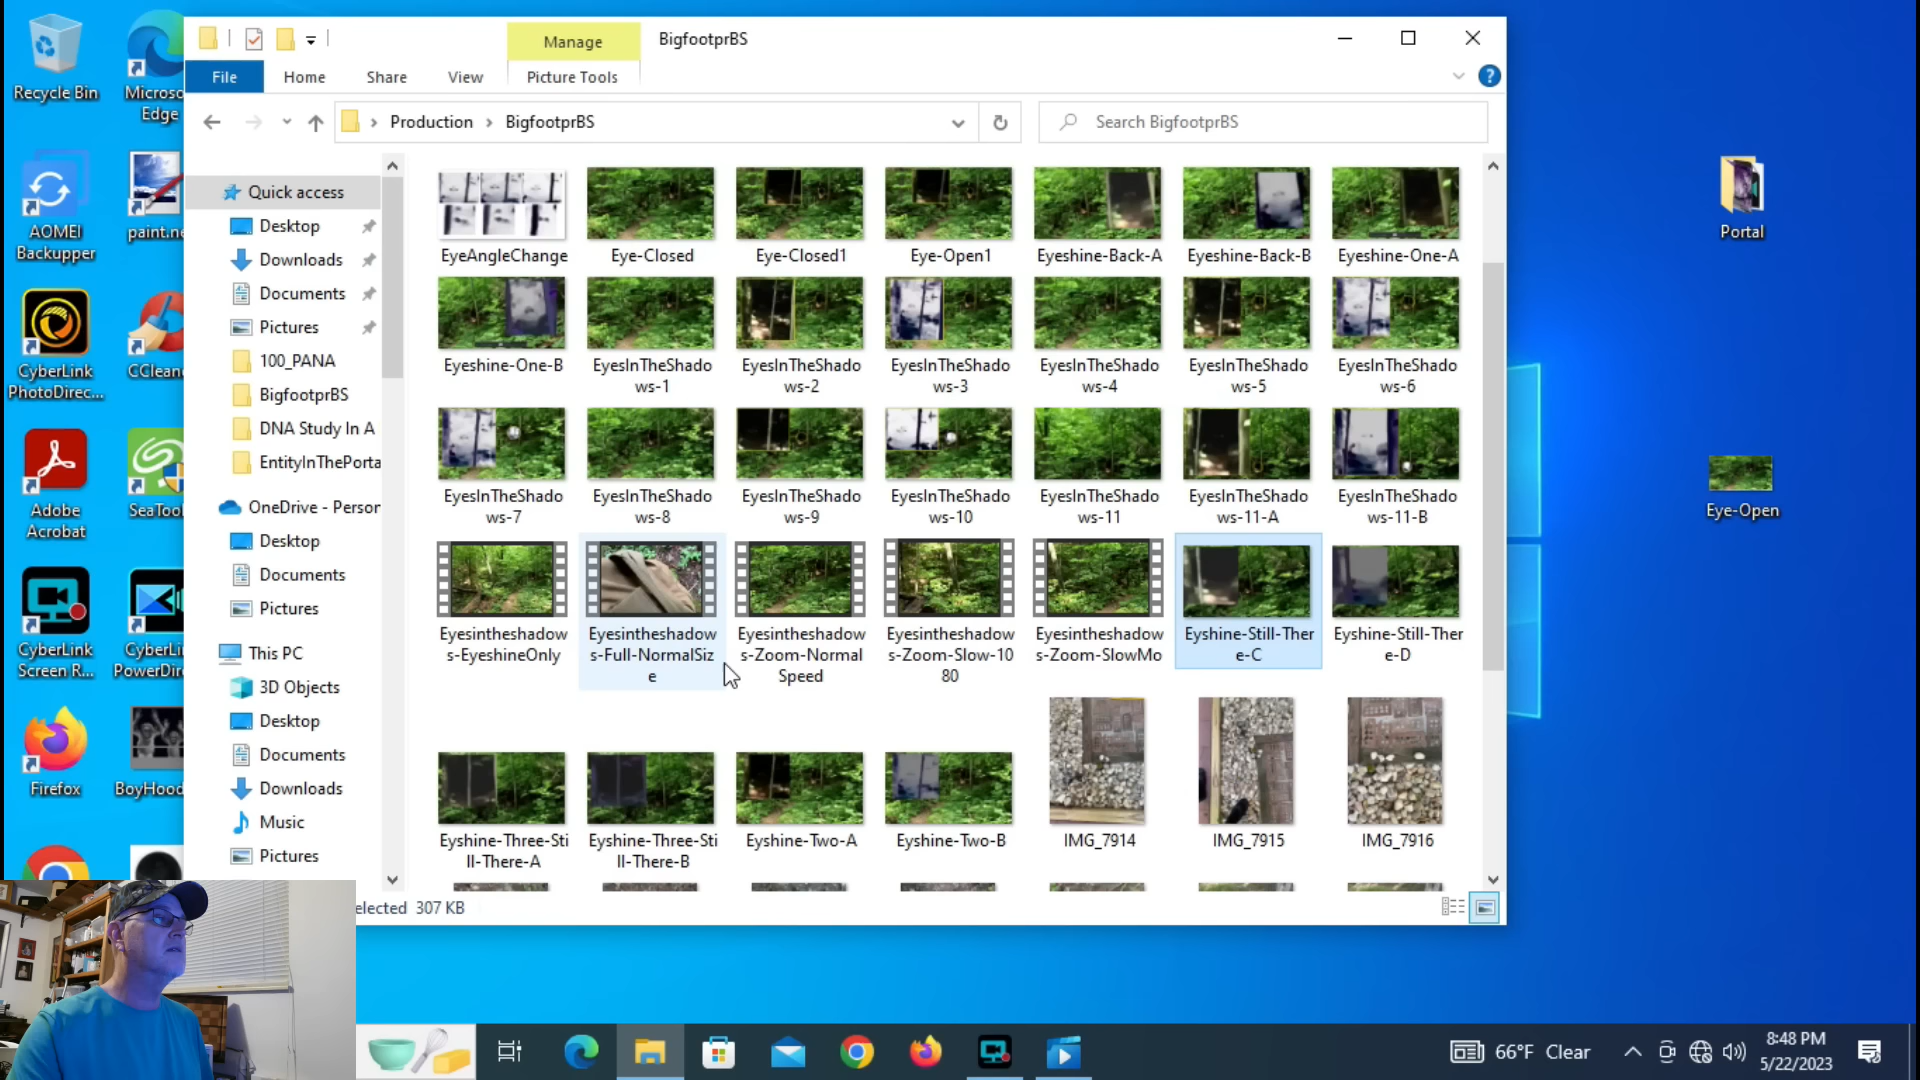 Manage
BigfootprBS
File
Home
Share
View
Picture Tools
Production
BigfootprBS
Search BigfootprBS
Recycle Bin
Microso
Edge
AOMEI
Backupper
paint.ne
CyberLink
PhotoDirec...
CClean
Adobe
Acrobat
SeaTool
CyberLink
Screen R...
CyberLin
PowerDire
Firefox
BoyHood
Quick access
Desktop
Downloads
Documents
Pictures
100_PANA
BigfootprBS
DNA Study In A
EntityInThePorta
OneDrive - Person
Desktop
Documents
Pictures
This PC
3D Objects
Desktop
Documents
Downloads
Music
Pictures
EyeAngleChange
Eye-Closed
Eye-Closed1
Eye-Open1
Eyeshine-Back-A
Eyeshine-Back-B
Eyeshine-One-A
Eyeshine-One-B
EyesInTheShado
ws-1
EyesInTheShado
ws-2
EyesInTheShado
ws-3
EyesInTheShado
ws-4
EyesInTheShado
ws-5
EyesInTheShado
ws-6
EyesInTheShado
ws-7
EyesInTheShado
ws-8
EyesInTheShado
ws-9
EyesInTheShado
ws-10
EyesInTheShado
ws-11
EyesInTheShado
ws-11-A
EyesInTheShado
ws-11-B
Eyesintheshadow
s-EyeshineOnly
Eyesintheshadow
s-Full-NormalSiz
e
Eyesintheshadow
s-Zoom-Normal
Speed
Eyesintheshadow
s-Zoom-Slow-10
80
Eyesintheshadow
s-Zoom-SlowMo
Eyshine-Still-Ther
e-C
Eyshine-Still-Ther
e-D
Eyshine-Three-Sti
ll-There-A
Eyshine-Three-Sti
ll-There-B
Eyshine-Two-A
Eyshine-Two-B
IMG_7914
IMG_7915
IMG_7916
elected 307 KB
Portal
Eye-Open
66°F Clear
8:48 PM
5/22/2023